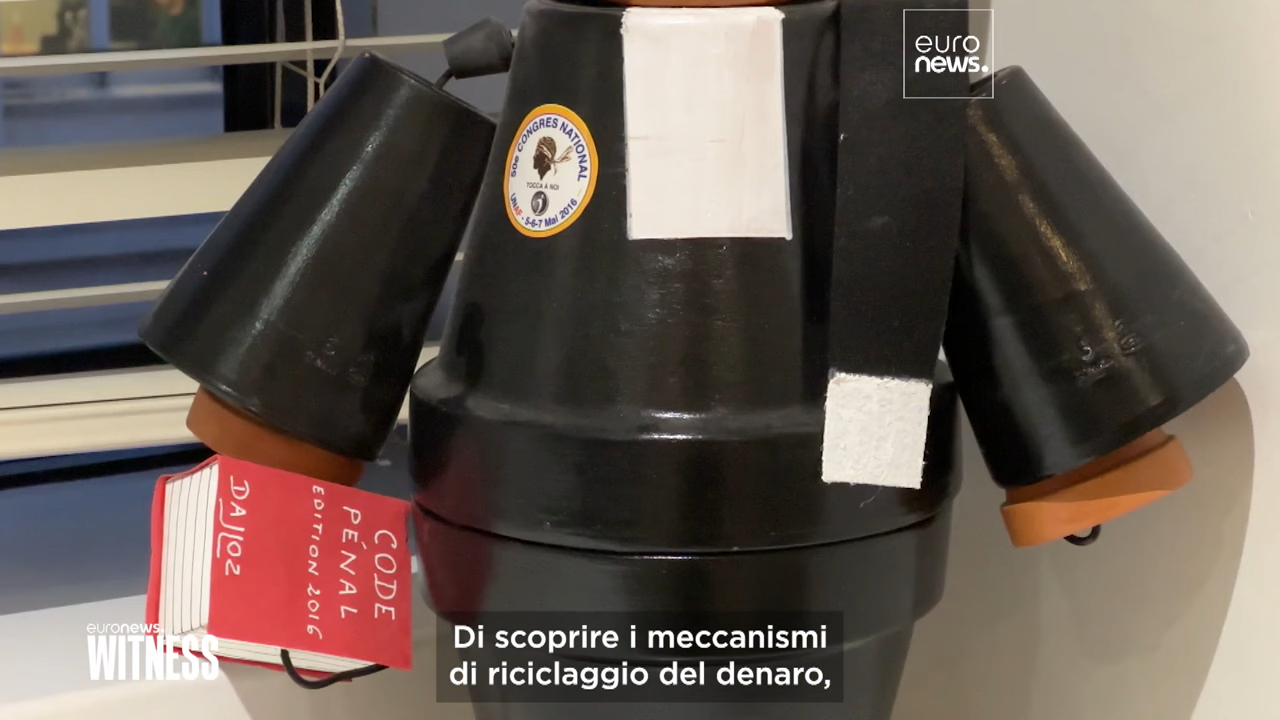 euro
news.
50e CONGRES NATIONAL
TOCCA À NOI
UNAF - 5-6-7 Mai 2016
CODE
PÉNAL
EDITION 2016
DALLOZ
euronews.
WITNESS
Di scoprire i meccanismi
di riciclaggio del denaro,